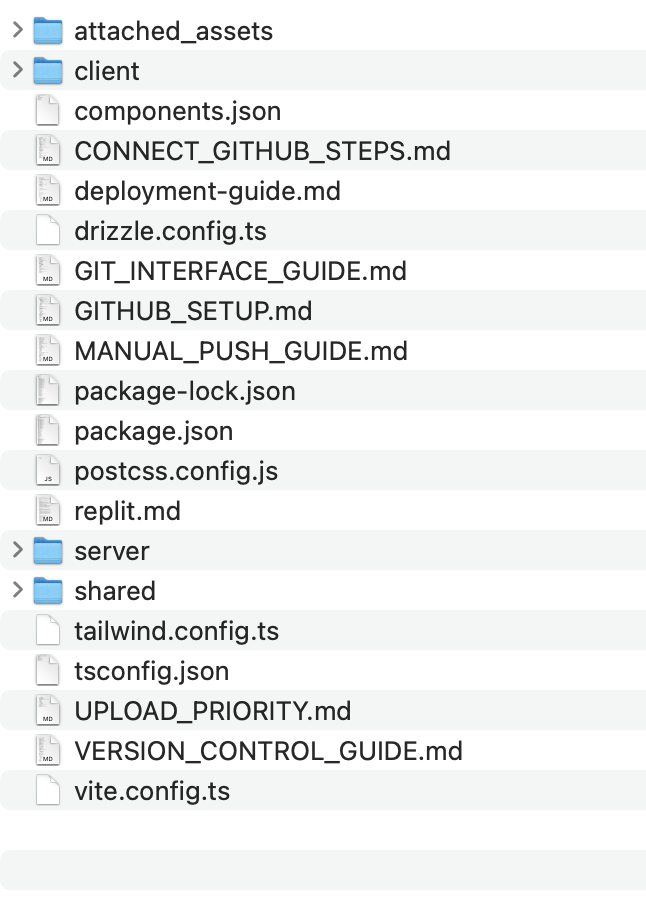 attached_assets
client
components.json
CONNECT_GITHUB_STEPS.md
deployment-guide.md
drizzle.config.ts
GIT_INTERFACE_GUIDE.md
GITHUB_SETUP.md
MANUAL_PUSH_GUIDE.md
package-lock.json
package.json
postcss.config.js
replit.md
server
shared
tailwind.config.ts
tsconfig.json
UPLOAD_PRIORITY.md
VERSION_CONTROL_GUIDE.md
vite.config.ts